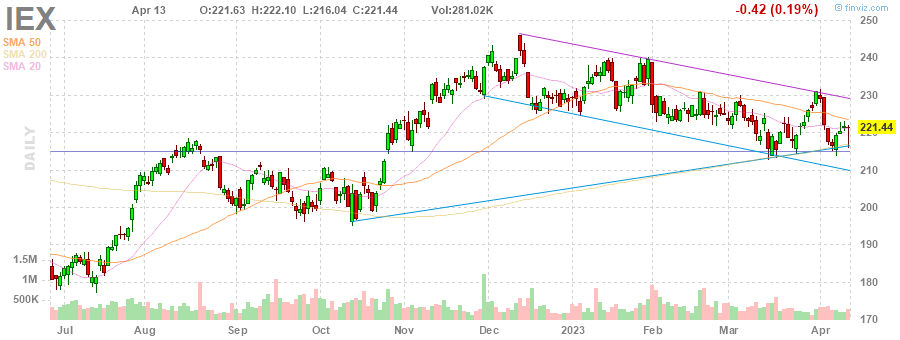 IEX
Apr 13 O:221.63 H:222.10 L:216.04 C:221.44 Vol:281.02K -0.42 (0.19%)
© finviz.com
SMA 50
SMA 200
SMA 20
DAILY
250
240
230
220
221.44
210
200
190
180
170
1.5M
1M
500K
Jul Aug Sep Oct Nov Dec 2023 Feb Mar Apr